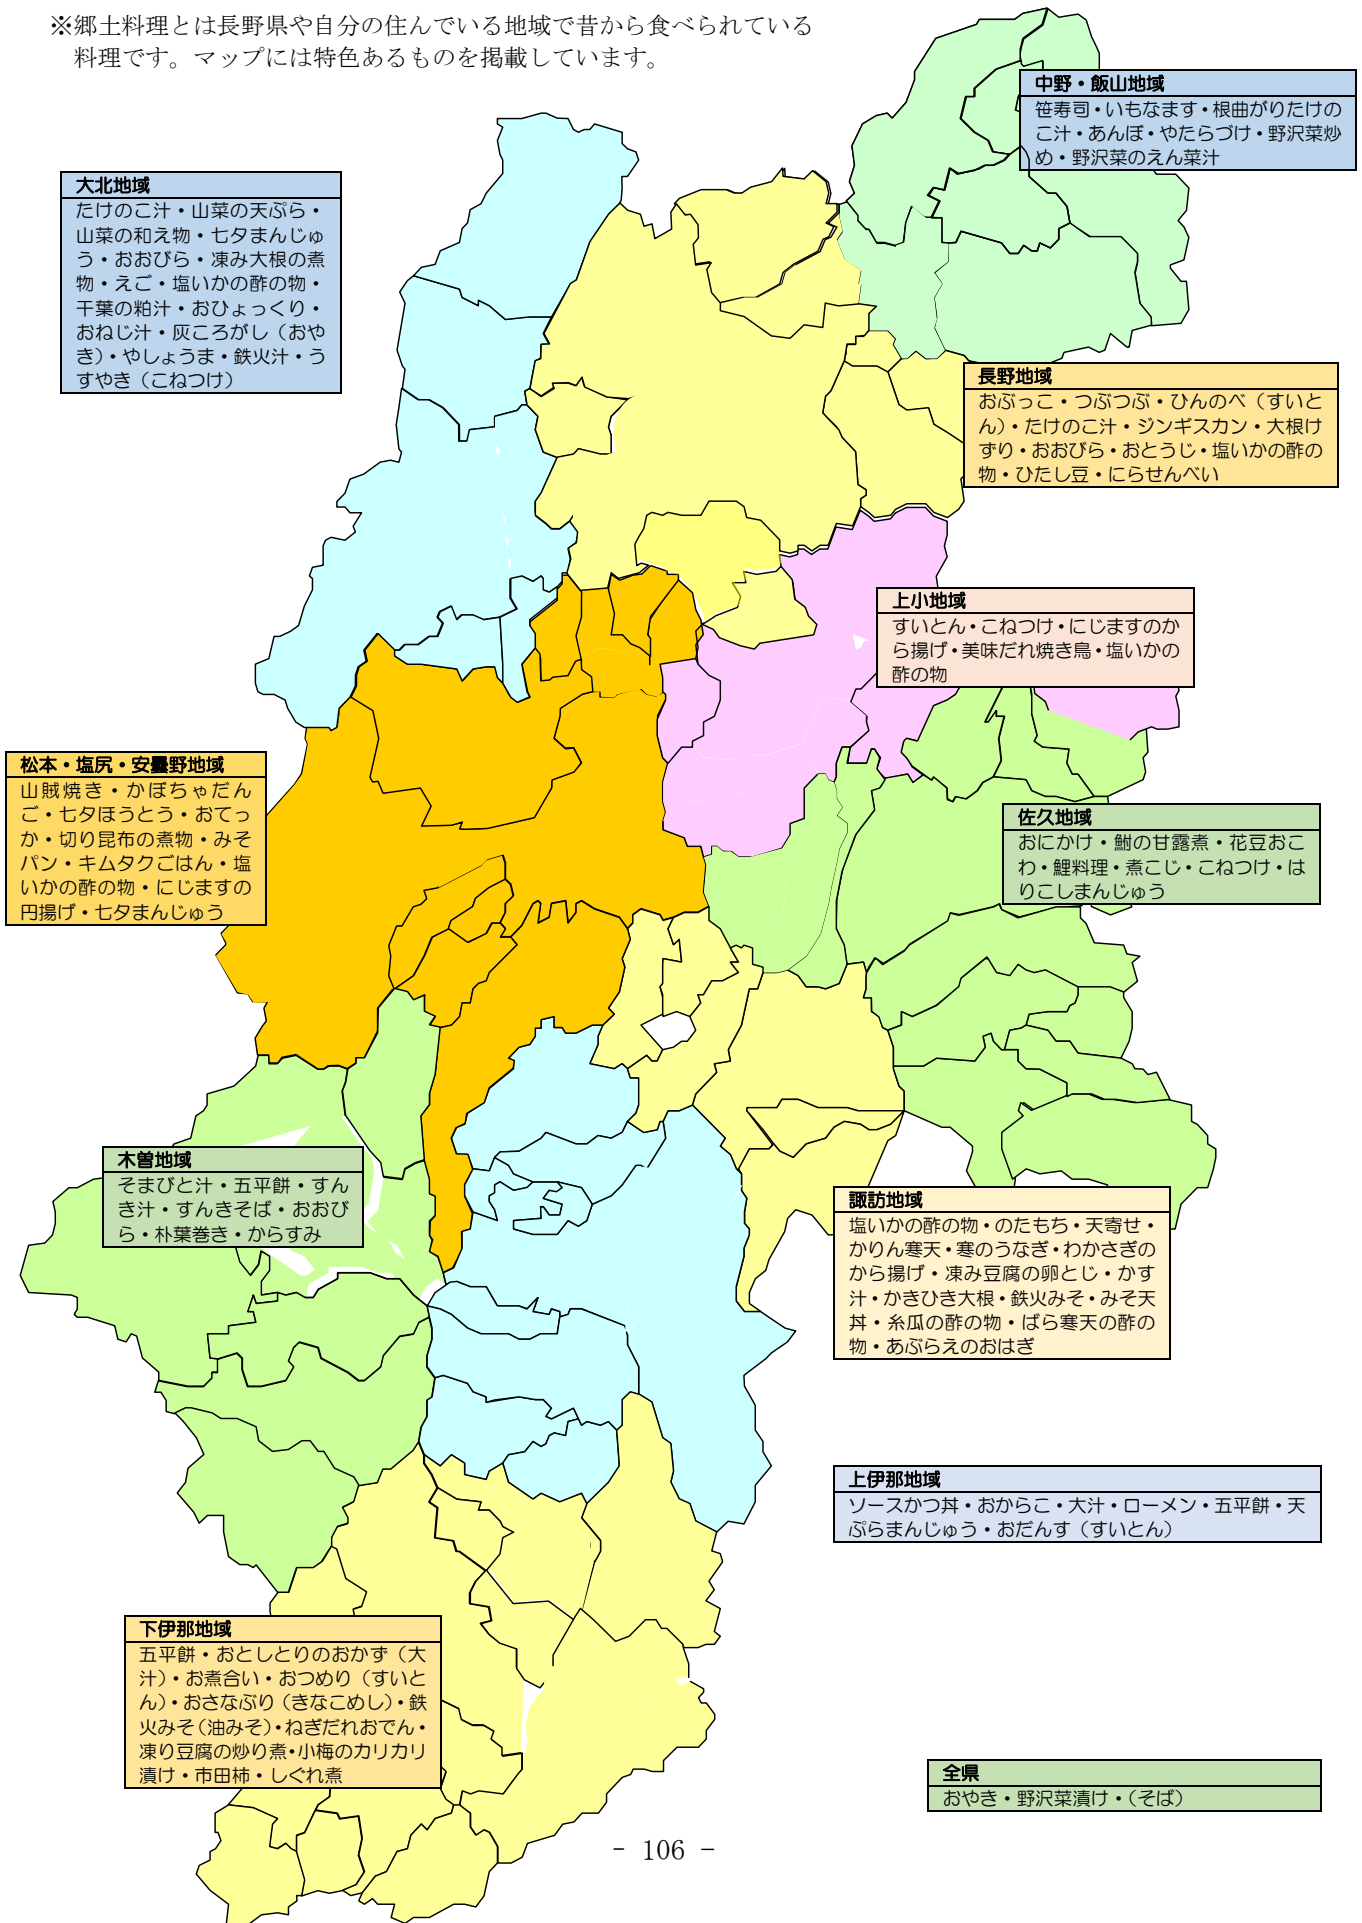 ※郷土料理とは長野県や自分の住んでいる地域で昔から食べられている
料理です。マップには特色あるものを掲載しています。
中野・飯山地域
笹寿司・いもなます・根曲がりたけの
こ汁・あんぼ・やたらづけ・野沢菜炒
め・野沢菜のえん菜汁
大北地域
たけのこ汁・山菜の天ぷら・
山菜の和え物・七夕まんじゅ
う・おおびら・凍み大根の煮
物・えご・塩いかの酢の物・
干葉の粕汁・おひょっくり・
おねじ汁・灰ころがし（おや
き）・やしょうま・鉄火汁・う
すやき（こねつけ）
長野地域
おぶっこ・つぶつぶ・ひんのべ（すいと
ん）・たけのこ汁・ジンギスカン・大根け
ずり・おおびら・おとうじ・塩いかの酢の
物・ひたし豆・にらせんべい
上小地域
すいとん・こねつけ・にじますのか
ら揚げ・美味だれ焼き鳥・塩いかの
酢の物
松本・塩尻・安曇野地域
山賊焼き・かぼちゃだん
ご・七夕ほうとう・おてっ
か・切り昆布の煮物・みそ
パン・キムタクごはん・塩
いかの酢の物・にじますの
円揚げ・七夕まんじゅう
佐久地域
おにかけ・鮒の甘露煮・花豆おこ
わ・鯉料理・煮こじ・こねつけ・は
りこしまんじゅう
木曽地域
そまびと汁・五平餅・すん
き汁・すんきそば・おおび
ら・朴葉巻き・からすみ
諏訪地域
塩いかの酢の物・のたもち・天寄せ・
かりん寒天・寒のうなぎ・わかさぎの
から揚げ・凍み豆腐の卵とじ・かす
汁・かきひき大根・鉄火みそ・みそ天
丼・糸瓜の酢の物・ばら寒天の酢の
物・あぶらえのおはぎ
上伊那地域
ソースかつ丼・おからこ・大汁・ローメン・五平餅・天
ぷらまんじゅう・おだんす（すいとん）
下伊那地域
五平餅・おとしとりのおかず（大
汁）・お煮合い・おつめり（すいと
ん）・おさなぶり（きなこめし）・鉄
火みそ（油みそ）・ねぎだれおでん・
凍り豆腐の炒り煮・小梅のカリカリ
漬け・市田柿・しぐれ煮
全県
おやき・野沢菜漬け・（そば）
- 106 -